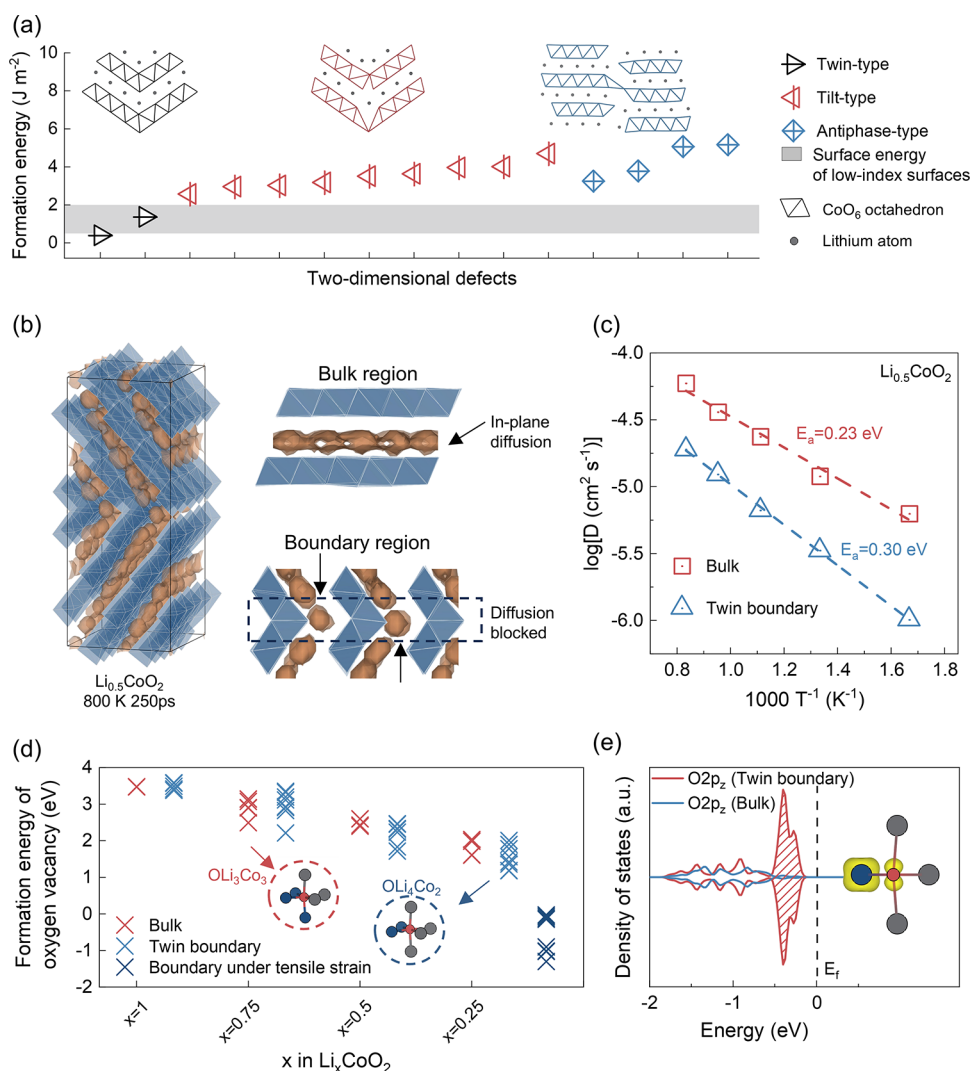 (a)
Formation energy (J m⁻²)
10
8
6
4
2
0
Two-dimensional defects
Twin-type
Tilt-type
Antiphase-type
Surface energy
of low-index surfaces
CoO₆ octahedron
Lithium atom
(b)
Li₀.₅CoO₂
800 K 250ps
Bulk region
In-plane
diffusion
Boundary region
Diffusion
blocked
(c)
log[D (cm² s⁻¹)]
-4.0
-4.5
-5.0
-5.5
-6.0
Li₀.₅CoO₂
Eₐ=0.23 eV
Eₐ=0.30 eV
Bulk
Twin boundary
0.8 1.0 1.2 1.4 1.6 1.8
1000 T⁻¹ (K⁻¹)
(d)
Formation energy of
oxygen vacancy (eV)
4
3
2
1
0
-1
-2
OLi₃Co₃
OLi₄Co₂
Bulk
Twin boundary
Boundary under tensile strain
x=1 x=0.75 x=0.5 x=0.25
x in LiₓCoO₂
(e)
Density of states (a.u.)
O2p_z (Twin boundary)
O2p_z (Bulk)
E_f
-2 -1 0 1
Energy (eV)